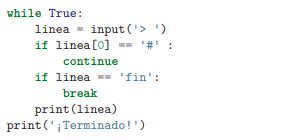 while True:
    linea = input('> ')
    if linea[0] == '#' :
        continue
    if linea == 'fin':
        break
    print(linea)
print('¡Terminado!')